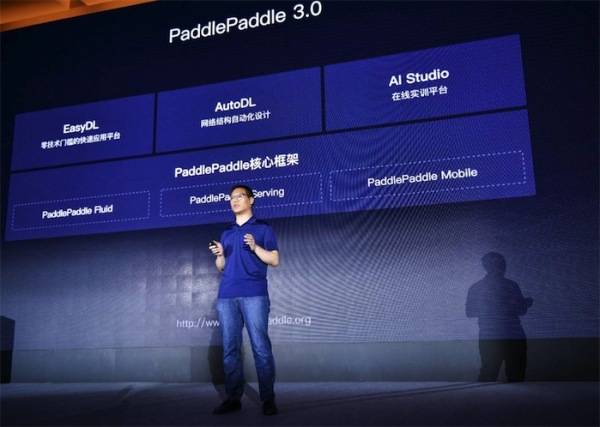 PaddlePaddle 3.0
EasyDL
零技术门槛的快速应用平台
AutoDL
网络结构自动化设计
AI Studio
在线实训平台
PaddlePaddle核心框架
PaddlePaddle Fluid
Serving
PaddlePaddle Mobile